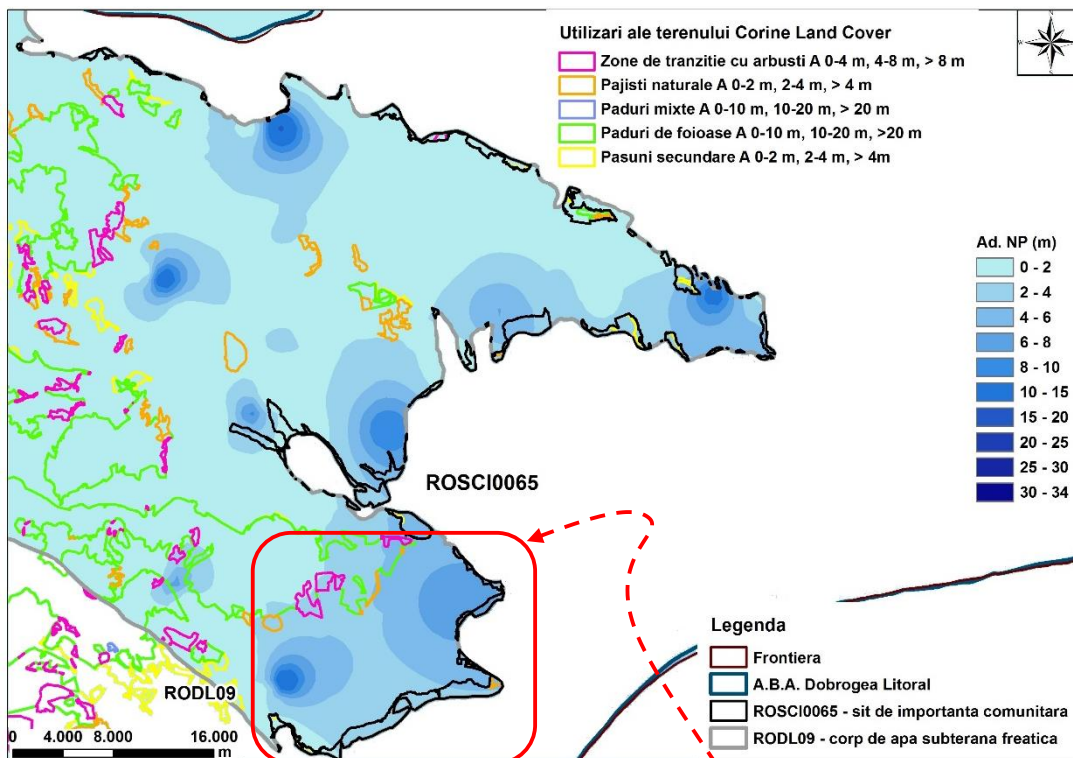 Utilizari ale terenului Corine Land Cover
Zone de tranzitie cu arbusti A 0-4 m, 4-8 m, > 8 m
Pajisti naturale A 0-2 m, 2-4 m, > 4 m
Paduri mixte A 0-10 m, 10-20 m, > 20 m
Paduri de foioase A 0-10 m, 10-20 m, >20 m
Pasuni secundare A 0-2 m, 2-4 m, > 4m
N
W
E
S
Ad. NP (m)
0 - 2
2 - 4
4 - 6
6 - 8
8 - 10
10 - 15
15 - 20
20 - 25
25 - 30
30 - 34
ROSCI0065
RODL09
0 4.000 8.000 16.000
m
Legenda
Frontiera
A.B.A. Dobrogea Litoral
ROSCI0065 - sit de importanta comunitara
RODL09 - corp de apa subterana freatica